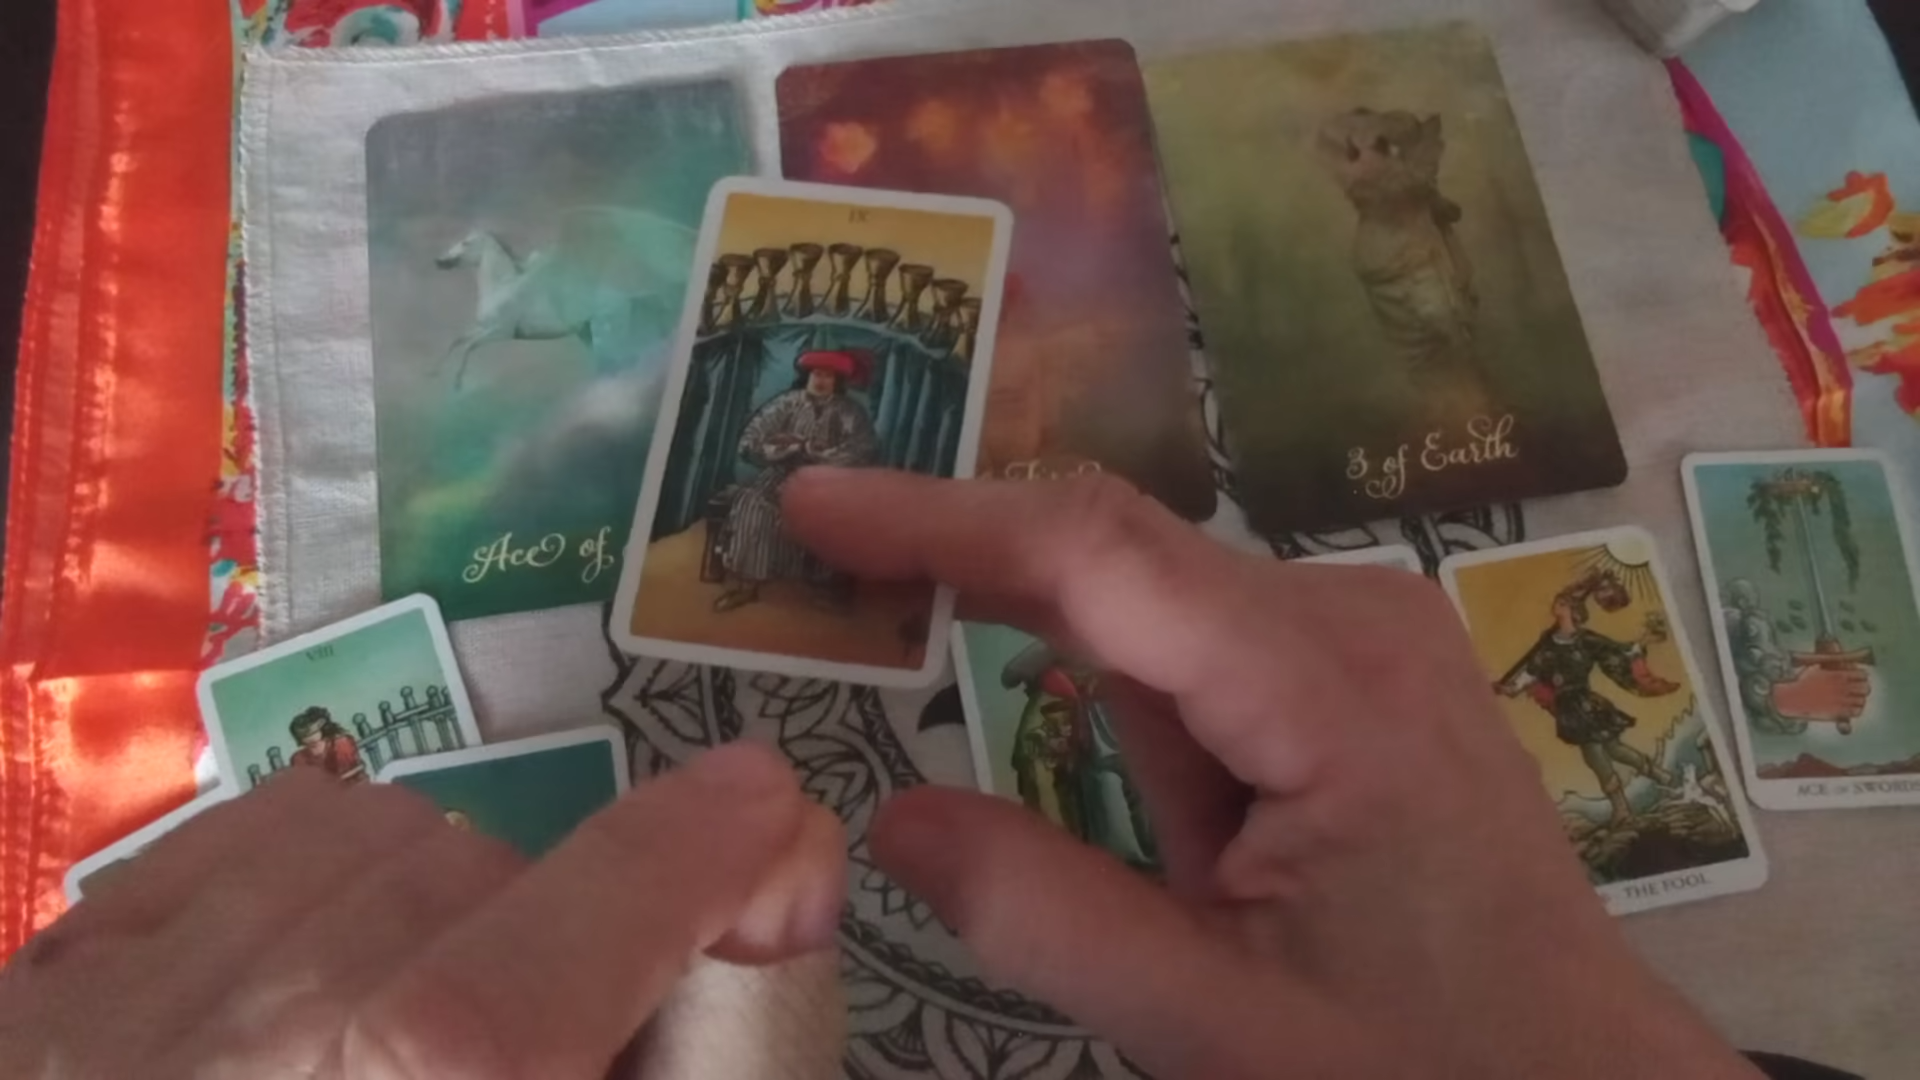 IX
Ace of
3 of Earth
VIII
ACE OF SWORDS
THE FOOL